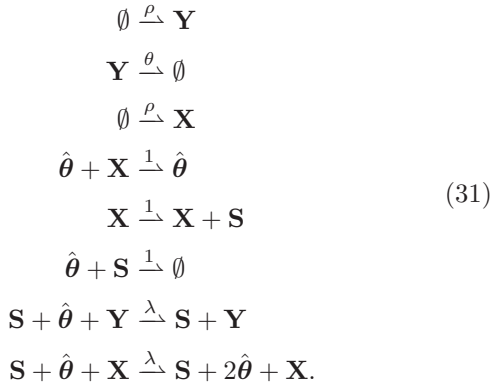 ∅ ρ⇀ Y
Y θ⇀ ∅
∅ ρ⇀ X
θ̂ + X 1⇀ θ̂
X 1⇀ X + S
θ̂ + S 1⇀ ∅
S + θ̂ + Y λ⇀ S + Y
S + θ̂ + X λ⇀ S + 2θ̂ + X.
(31)